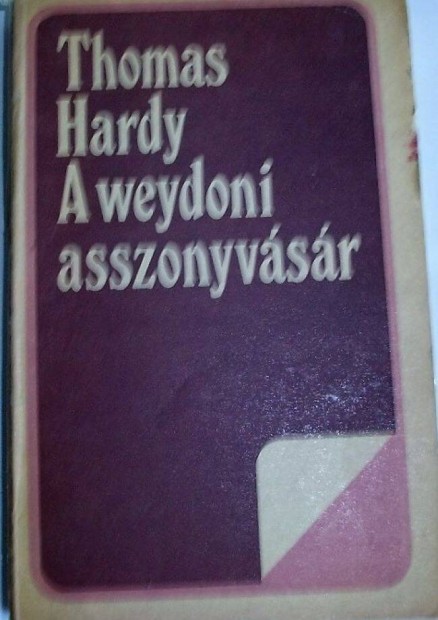 Thomas
Hardy
A weydoni
asszonyvásár